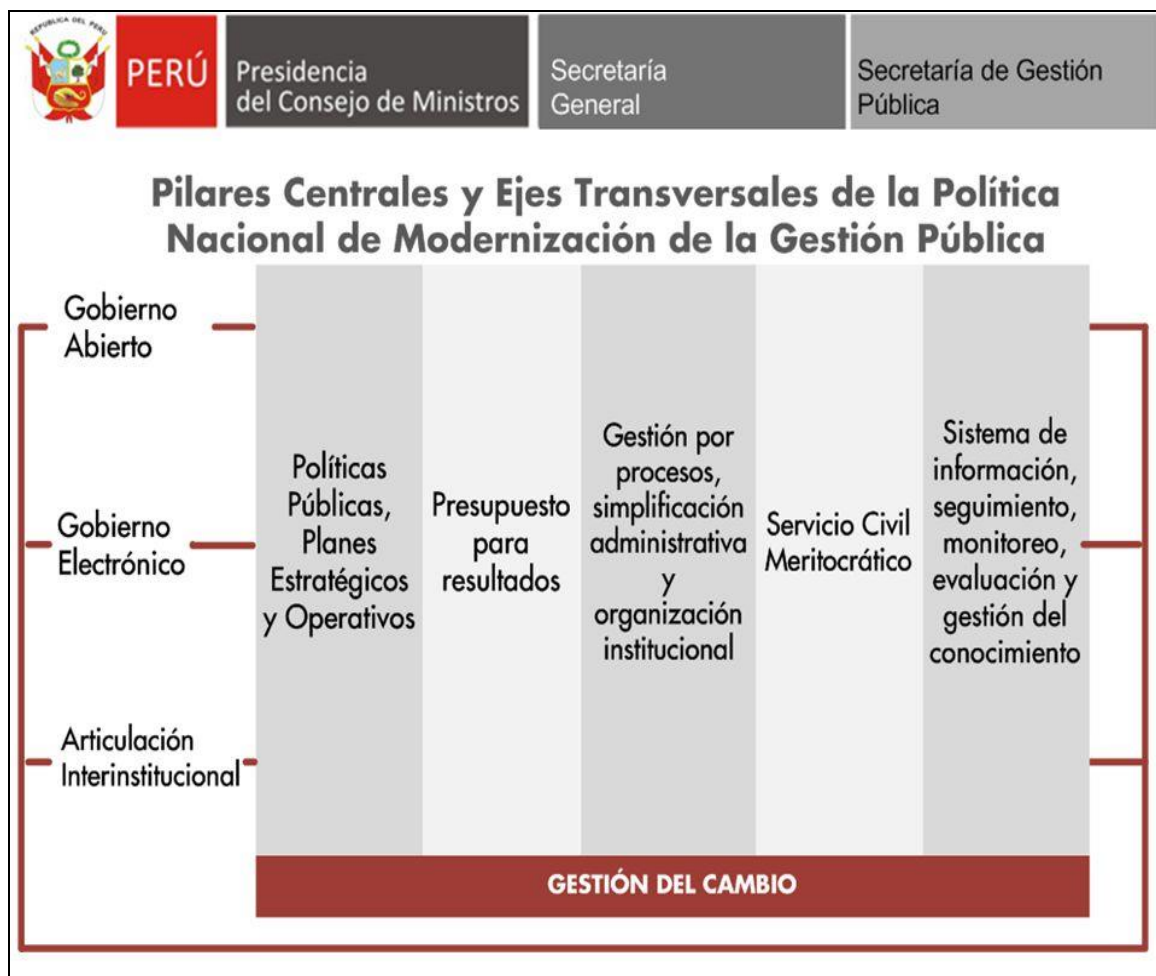 REPUBLICA DEL PERU
PERÚ
Presidencia
del Consejo de Ministros
Secretaría
General
Secretaría de Gestión
Pública
Pilares Centrales y Ejes Transversales de la Política
Nacional de Modernización de la Gestión Pública
Gobierno
Abierto
Gobierno
Electrónico
Articulación
Interinstitucional
Políticas
Públicas,
Planes
Estratégicos
y Operativos
Presupuesto
para
resultados
Gestión por
procesos,
simplificación
administrativa
y
organización
institucional
Servicio Civil
Meritocrático
Sistema de
información,
seguimiento,
monitoreo,
evaluación y
gestión del
conocimiento
GESTIÓN DEL CAMBIO